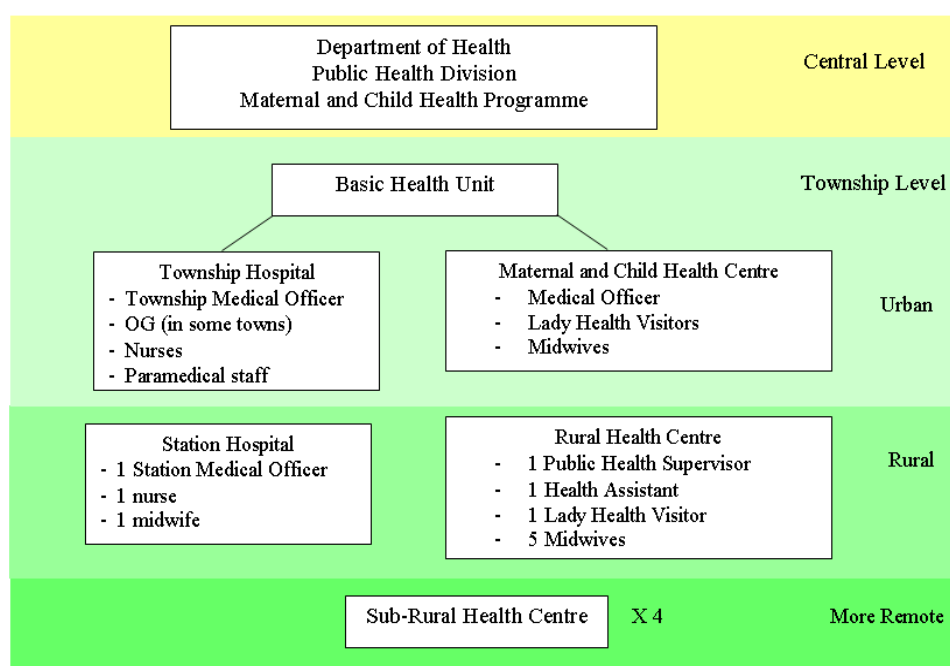 Department of Health
Public Health Division
Maternal and Child Health Programme
Central Level
Basic Health Unit
Township Level
Township Hospital
- Township Medical Officer
- OG (in some towns)
- Nurses
- Paramedical staff
Maternal and Child Health Centre
- Medical Officer
- Lady Health Visitors
- Midwives
Urban
Station Hospital
- 1 Station Medical Officer
- 1 nurse
- 1 midwife
Rural Health Centre
- 1 Public Health Supervisor
- 1 Health Assistant
- 1 Lady Health Visitor
- 5 Midwives
Rural
Sub-Rural Health Centre
X 4
More Remote